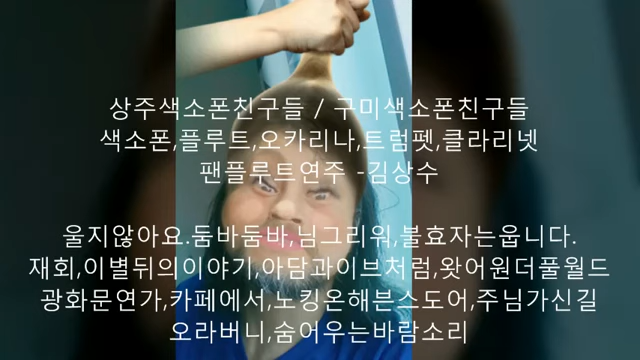 상주색소폰친구들 / 구미색소폰친구들
색소폰,플루트,오카리나,트럼펫,클라리넷
팬플루트연주 -김상수
울지않아요.둠바둠바,님그리워,불효자는웁니다.
재회,이별뒤의이야기,아담과이브처럼,왓어원더풀월드
광화문연가,카페에서,노킹온해븐스도어,주님가신길
오라버니,숨어우는바람소리